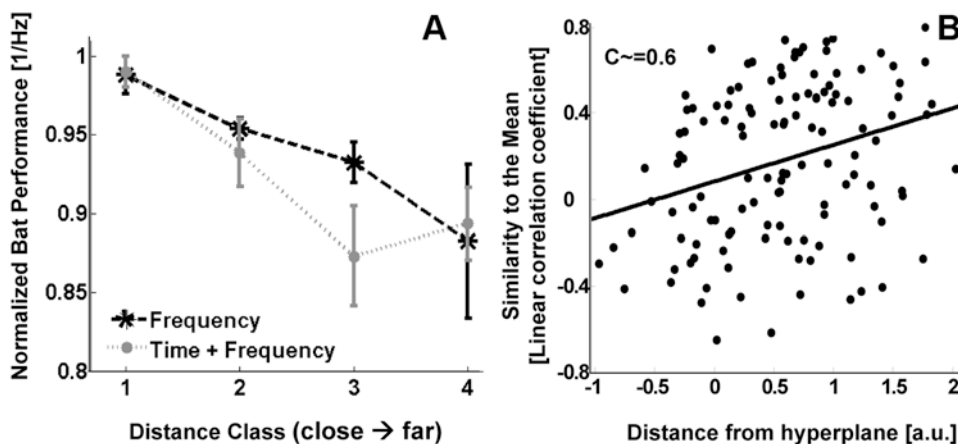 A
Normalized Bat Performance [1/Hz]
1
0.95
0.9
0.85
0.8
Frequency
Time + Frequency
1 2 3 4
Distance Class (close → far)
B
Similarity to the Mean
[Linear correlation coefficient]
0.8
0.4
0
-0.4
-0.8
C~=0.6
-1 -0.5 0 0.5 1 1.5 2
Distance from hyperplane [a.u.]